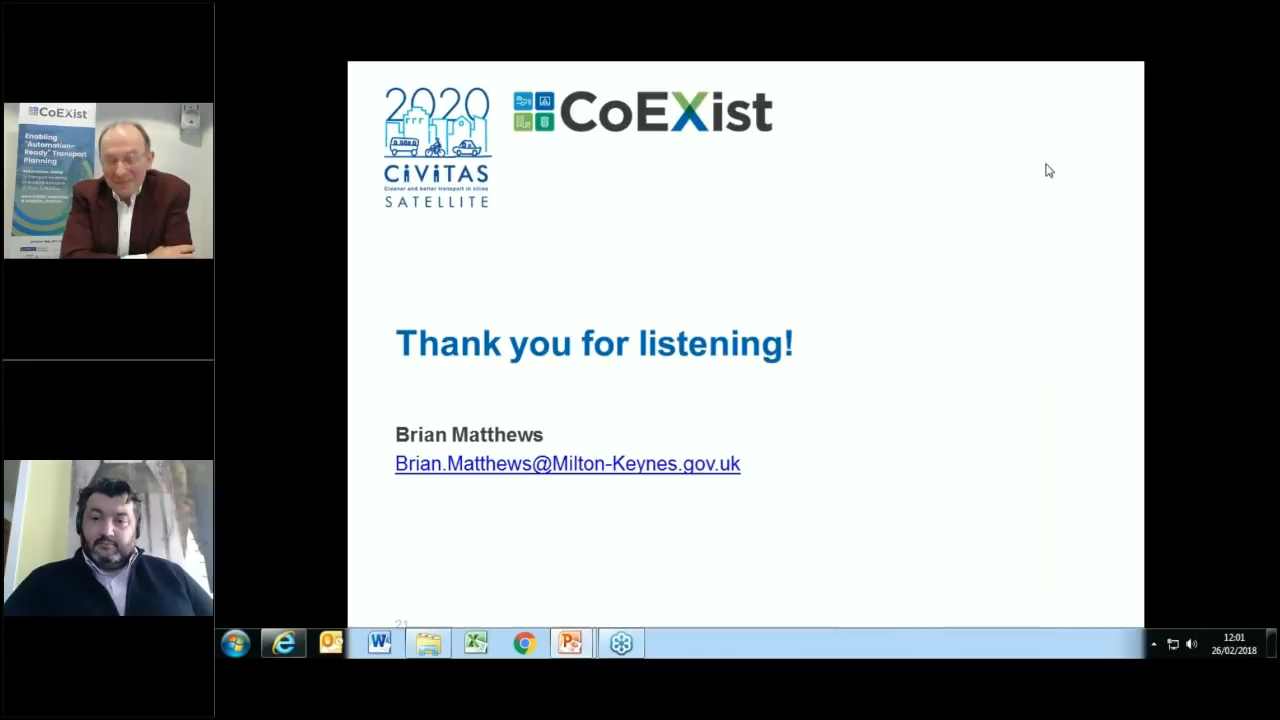 CoEXist
Enabling
"Automation-
Ready" Transport
Planning
2020
CiViTAS
Cleaner and better transport in cities
SATELLITE
CoEXist
Thank you for listening!
Brian Matthews
Brian.Matthews@Milton-Keynes.gov.uk
21
12:01
26/02/2018